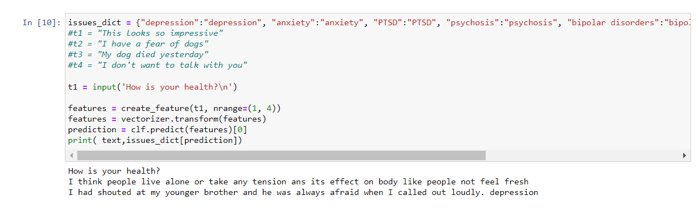 In [10]: issues_dict = {"depression":"depression", "anxiety":"anxiety", "PTSD":"PTSD", "psychosis":"psychosis", "bipolar disorders":"bipol
#t1 = "This looks so impressive"
#t2 = "I have a fear of dogs"
#t3 = "My dog died yesterday"
#t4 = "I don't want to talk with you"
t1 = input('How is your health?\n')
features = create_feature(t1, nrange=(1, 4))
features = vectorizer.transform(features)
prediction = clf.predict(features)[0]
print( text,issues_dict[prediction])
How is your health?
I think people live alone or take any tension ans its effect on body like people not feel fresh
I had shouted at my younger brother and he was always afraid when I called out loudly. depression